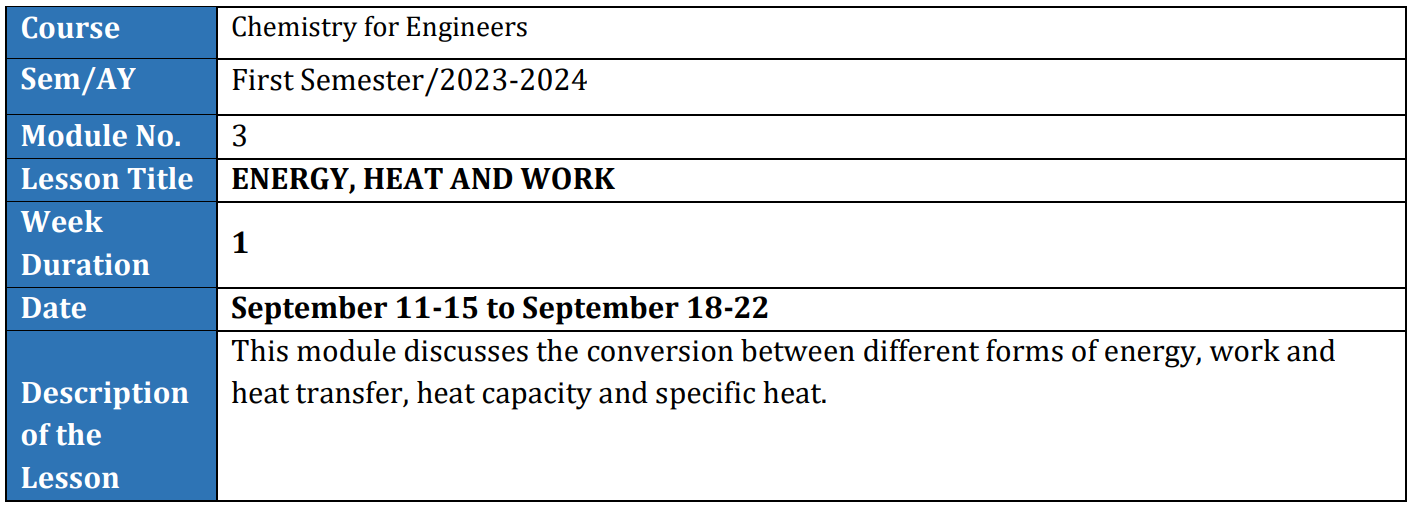 Course
Chemistry for Engineers
Sem/AY
First Semester/2023-2024
Module No.
3
Lesson Title
ENERGY, HEAT AND WORK
Week
Duration
1
Date
September 11-15 to September 18-22
Description
of the
Lesson
This module discusses the conversion between different forms of energy, work and
heat transfer, heat capacity and specific heat.